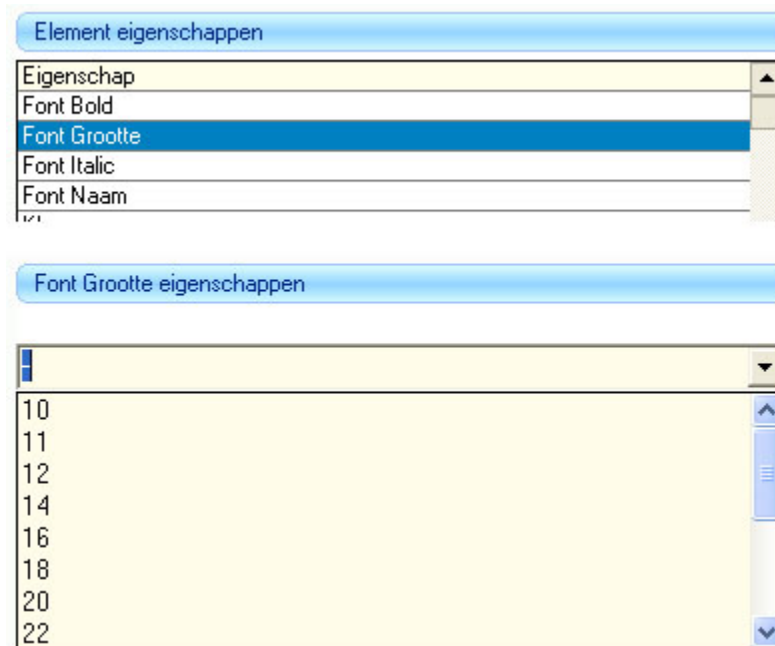 Element eigenschappen
Eigenschap
Font Bold
Font Grootte
Font Italic
Font Naam
Font Grootte eigenschappen
-
10
11
12
14
16
18
20
22